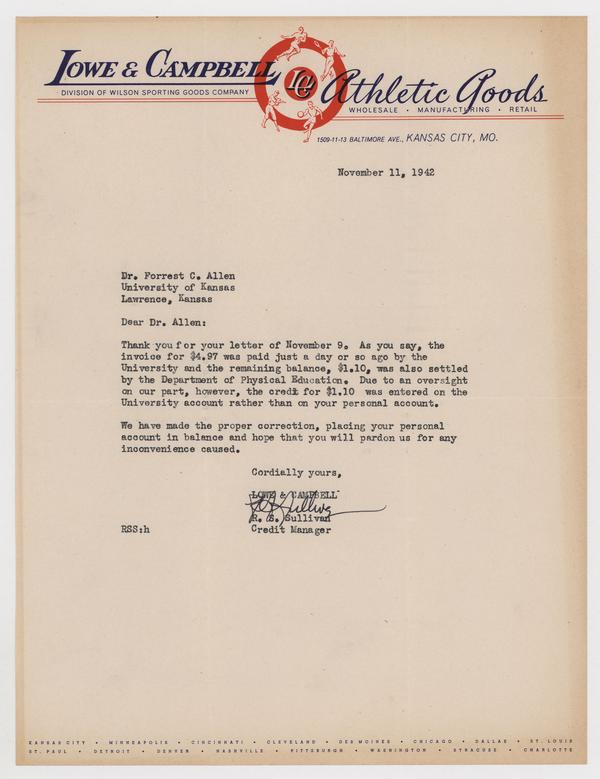 LOWE & CAMPBELL
DIVISION OF WILSON SPORTING GOODS COMPANY
LC
Athletic Goods
WHOLESALE • MANUFACTURING • RETAIL
1509-11-13 BALTIMORE AVE., KANSAS CITY, MO.
November 11, 1942
Dr. Forrest C. Allen
University of Kansas
Lawrence, Kansas
Dear Dr. Allen:
Thank you for your letter of November 9. As you say, the
invoice for $4.97 was paid just a day or so ago by the
University and the remaining balance, $1.10, was also settled
by the Department of Physical Education. Due to an oversight
on our part, however, the credit for $1.10 was entered on the
University account rather than on your personal account.
We have made the proper correction, placing your personal
account in balance and hope that you will pardon us for any
inconvenience caused.
Cordially yours,
LOWE & CAMPBELL
R. S. Sullivan
RSS:h Credit Manager
KANSAS CITY • MINNEAPOLIS • CINCINNATI • CLEVELAND • DES MOINES • CHICAGO • DALLAS • ST. LOUIS
ST. PAUL • DETROIT • DENVER • NASHVILLE • PITTSBURGH • WASHINGTON • SYRACUSE • CHARLOTTE